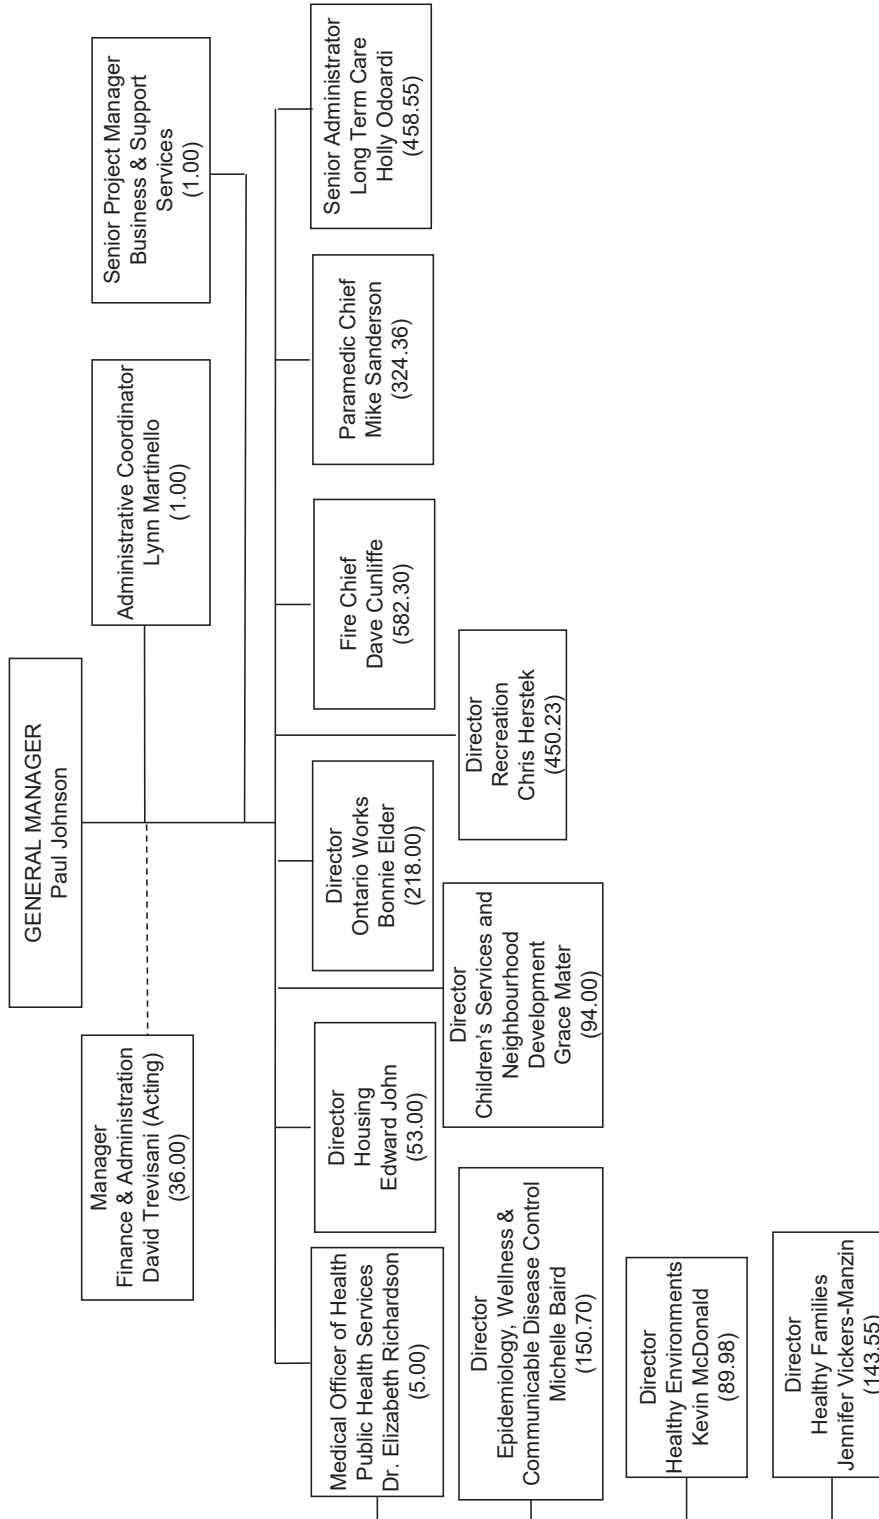 GENERAL MANAGER
Paul Johnson
Manager
Finance & Administration
David Trevisani (Acting)
(36.00)
Administrative Coordinator
Lynn Martinello
(1.00)
Senior Project Manager
Business & Support
Services
(1.00)
Medical Officer of Health
Public Health Services
Dr. Elizabeth Richardson
(5.00)
Director
Housing
Edward John
(53.00)
Director
Ontario Works
Bonnie Elder
(218.00)
Fire Chief
Dave Cunliffe
(582.30)
Paramedic Chief
Mike Sanderson
(324.36)
Senior Administrator
Long Term Care
Holly Odoardi
(458.55)
Director
Epidemiology, Wellness &
Communicable Disease Control
Michelle Baird
(150.70)
Director
Children's Services and
Neighbourhood
Development
Grace Mater
(94.00)
Director
Recreation
Chris Herstek
(450.23)
Director
Healthy Environments
Kevin McDonald
(89.98)
Director
Healthy Families
Jennifer Vickers-Manzin
(143.55)